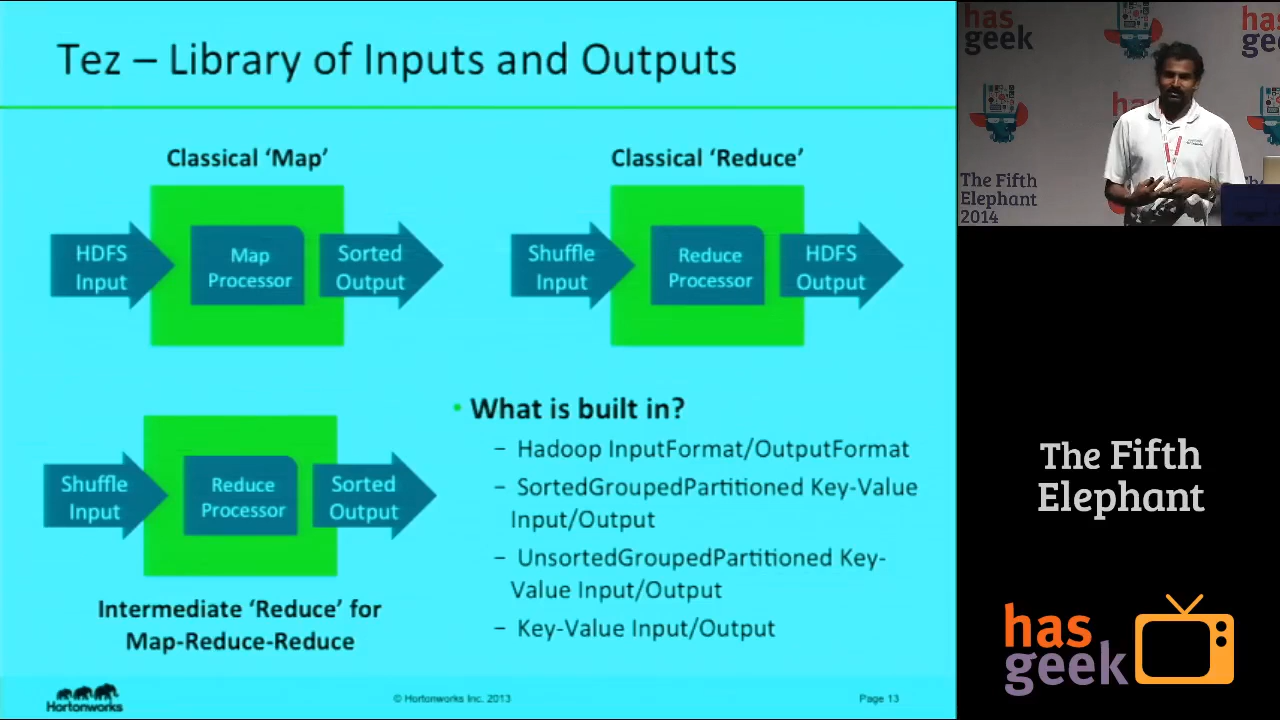 Tez – Library of Inputs and Outputs
Classical ‘Map’
HDFS
Input
Map
Processor
Sorted
Output
Classical ‘Reduce’
Shuffle
Input
Reduce
Processor
HDFS
Output
Shuffle
Input
Reduce
Processor
Sorted
Output
Intermediate ‘Reduce’ for
Map-Reduce-Reduce
• What is built in?
– Hadoop InputFormat/OutputFormat
– SortedGroupedPartitioned Key-Value
Input/Output
– UnsortedGroupedPartitioned Key-
Value Input/Output
– Key-Value Input/Output
Hortonworks
© Hortonworks Inc. 2013
Page 13
has
geek
has
geek
has
The Fifth
Elephant
2014
The Fifth
Elephant
has
geek